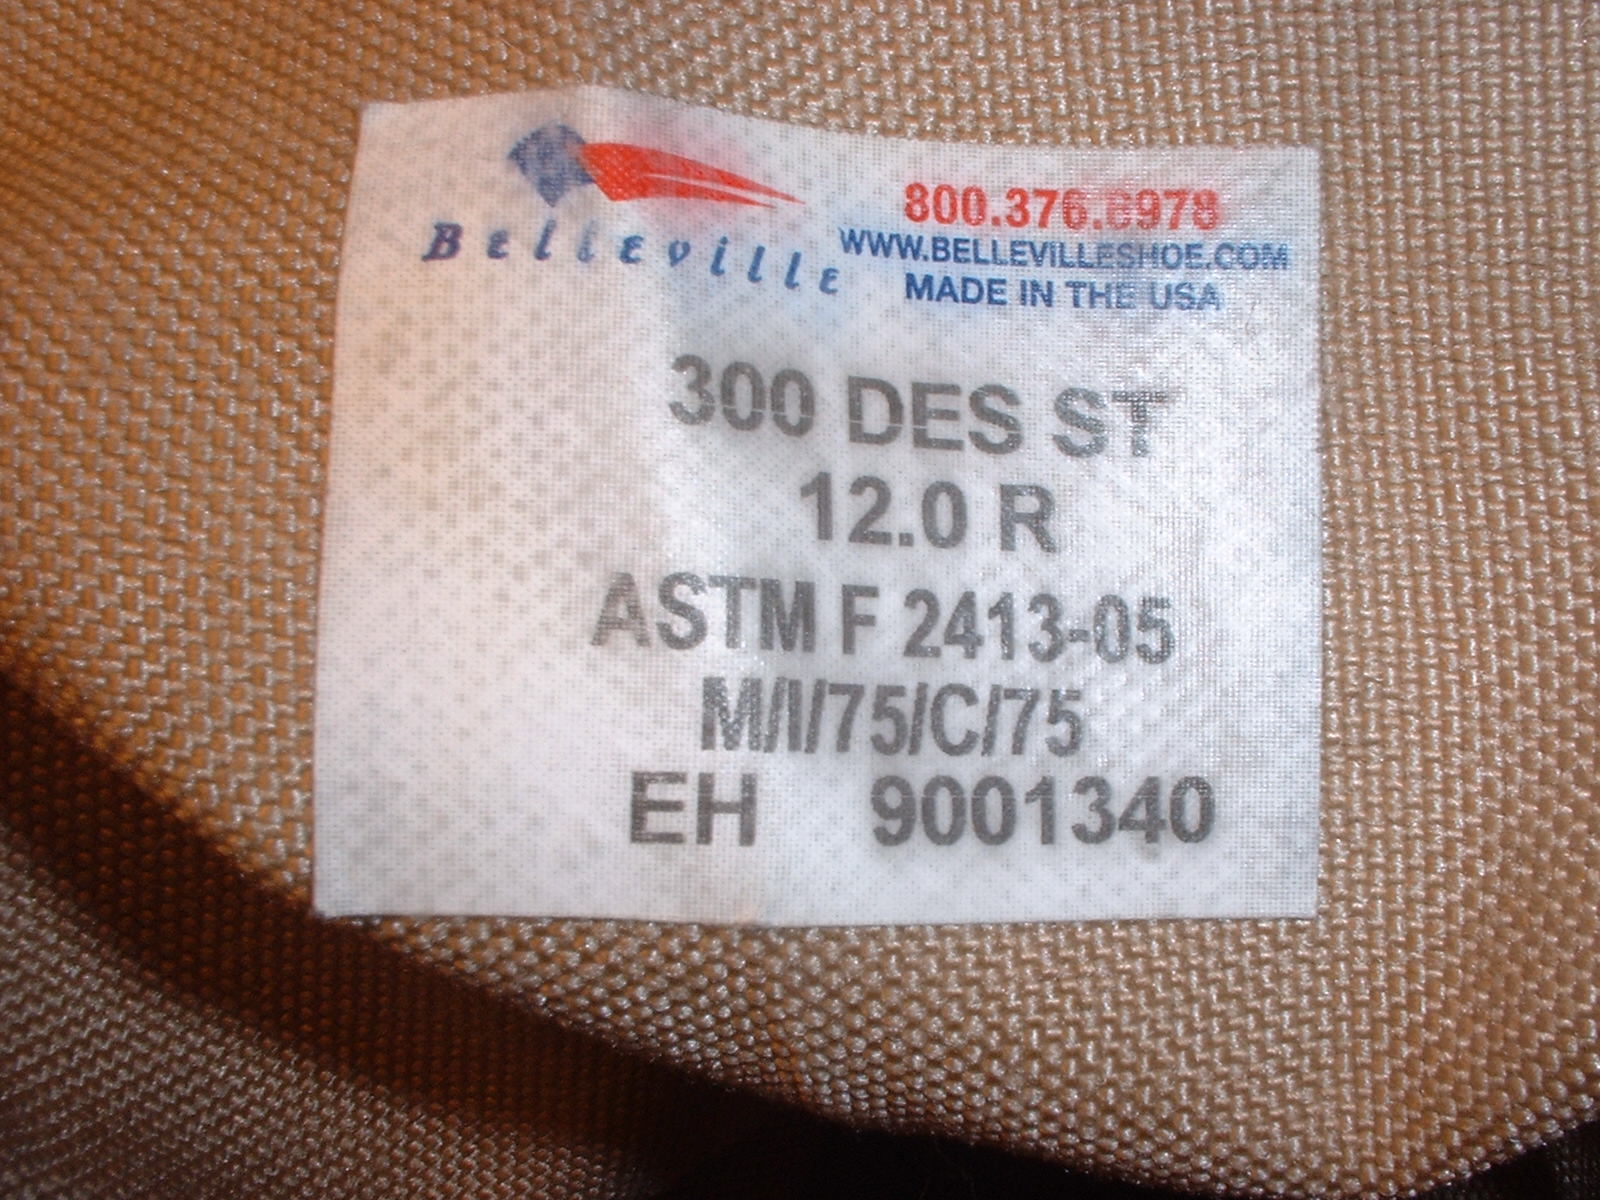 Belleville
800.376.6978
WWW.BELLEVILLESHOE.COM
MADE IN THE USA
300 DES ST
12.0 R
ASTM F 2413-05
M/I/75/C/75
EH 9001340